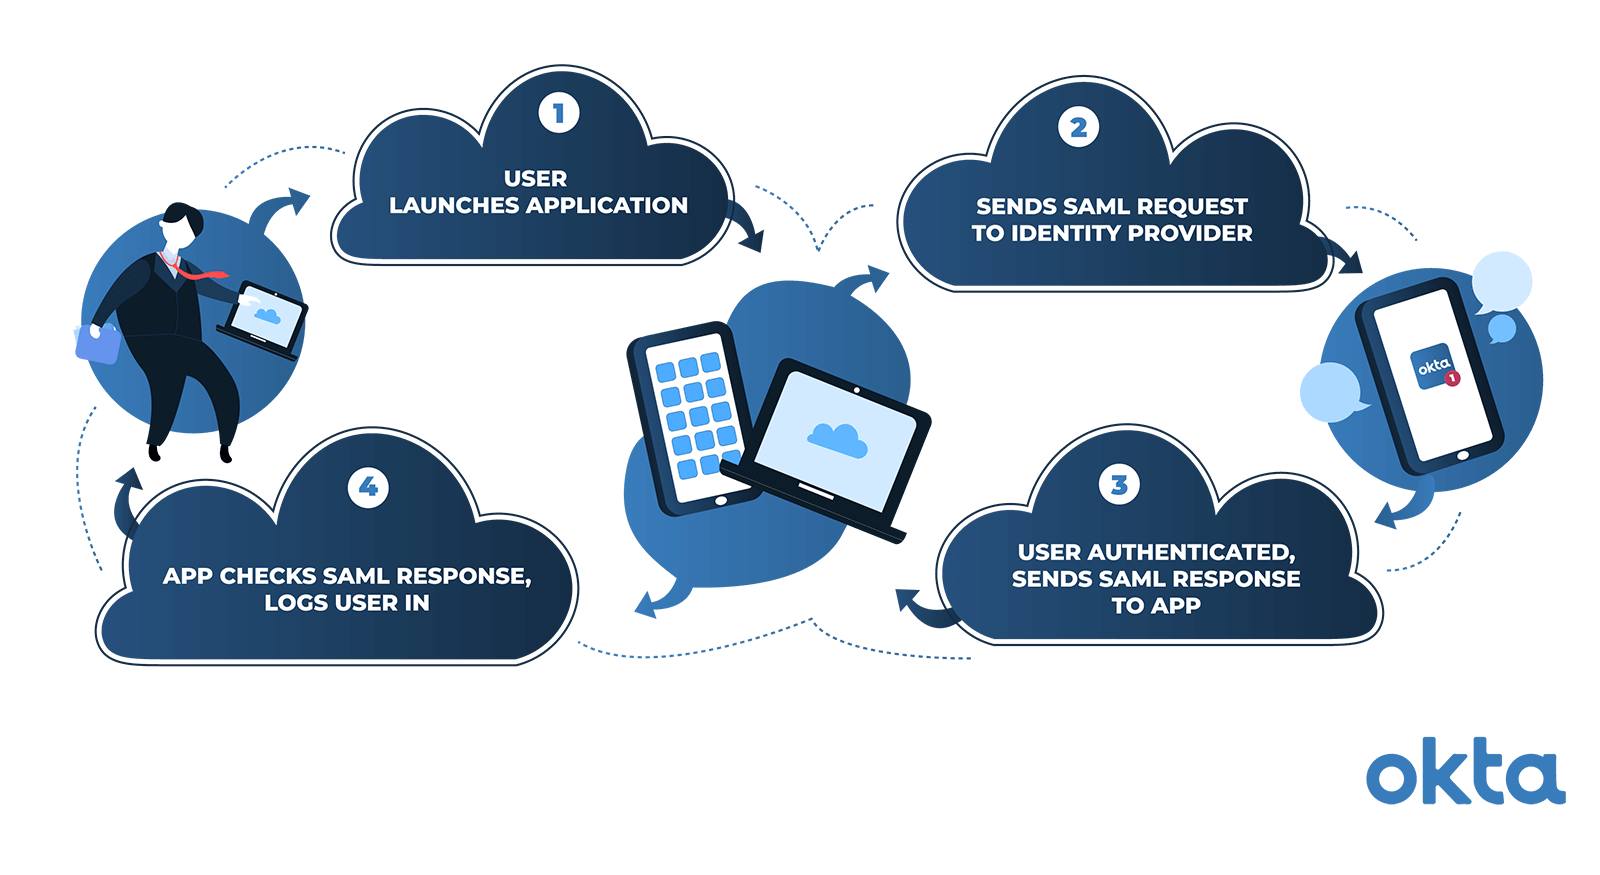 1
USER
LAUNCHES APPLICATION
2
SENDS SAML REQUEST
TO IDENTITY PROVIDER
okta
1
3
USER AUTHENTICATED,
SENDS SAML RESPONSE
TO APP
4
APP CHECKS SAML RESPONSE,
LOGS USER IN
okta